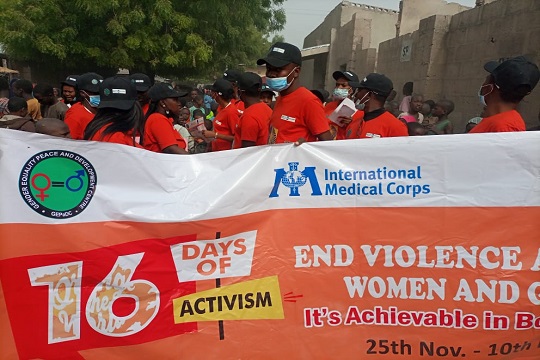 GENDER EQUALITY PEACE AND DEVELOPMENT CENTRE
GEPaDC
International
Medical Corps
16
DAYS
OF
ACTIVISM
END VIOLENCE A
WOMEN AND G
It's Achievable in Bo
25th Nov. - 10th